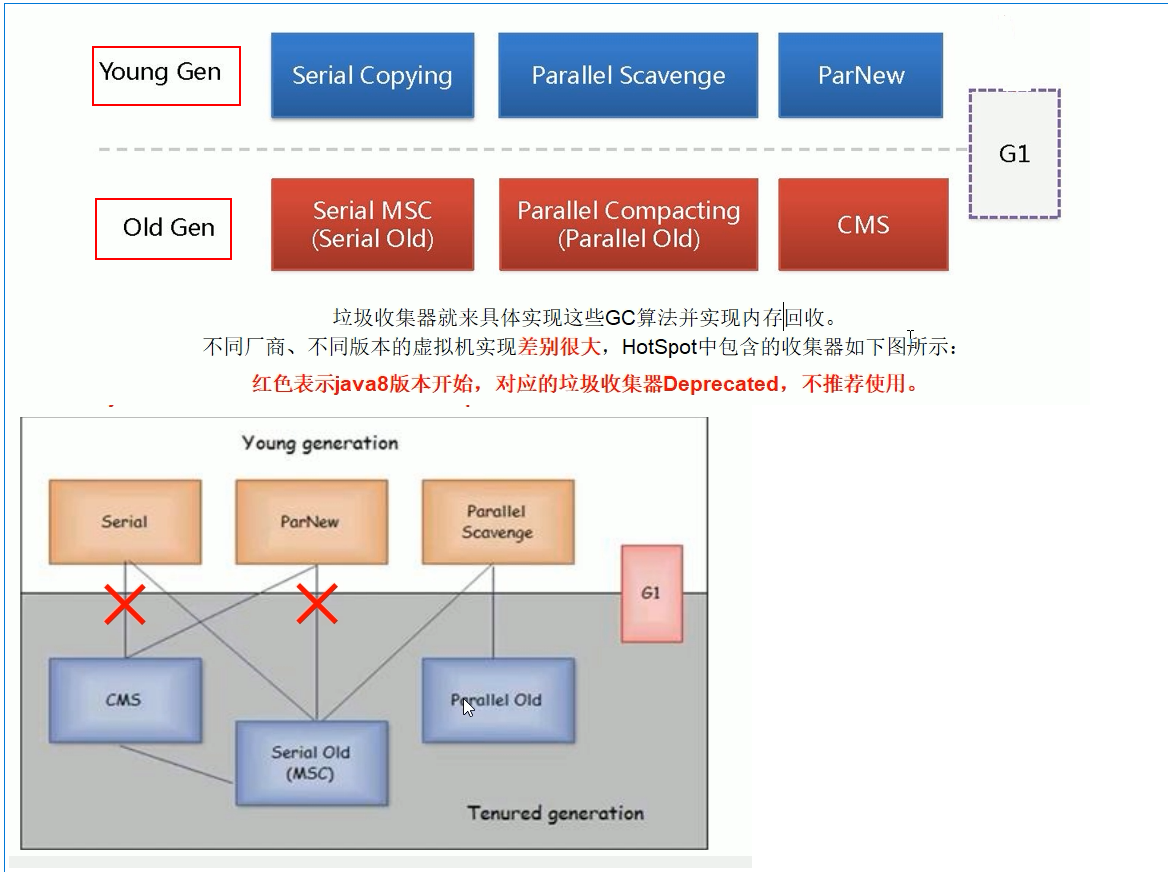 Young Gen
Serial Copying
Parallel Scavenge
ParNew
G1
Old Gen
Serial MSC
(Serial Old)
Parallel Compacting
(Parallel Old)
CMS
垃圾收集器就来具体实现这些GC算法并实现内存回收。
不同厂商、不同版本的虚拟机实现差别很大，HotSpot中包含的收集器如下图所示：
红色表示java8版本开始，对应的垃圾收集器Deprecated，不推荐使用。
Young generation
Serial
ParNew
Parallel
Scavenge
G1
CMS
Parallel Old
Serial Old
(MSC)
Tenured generation